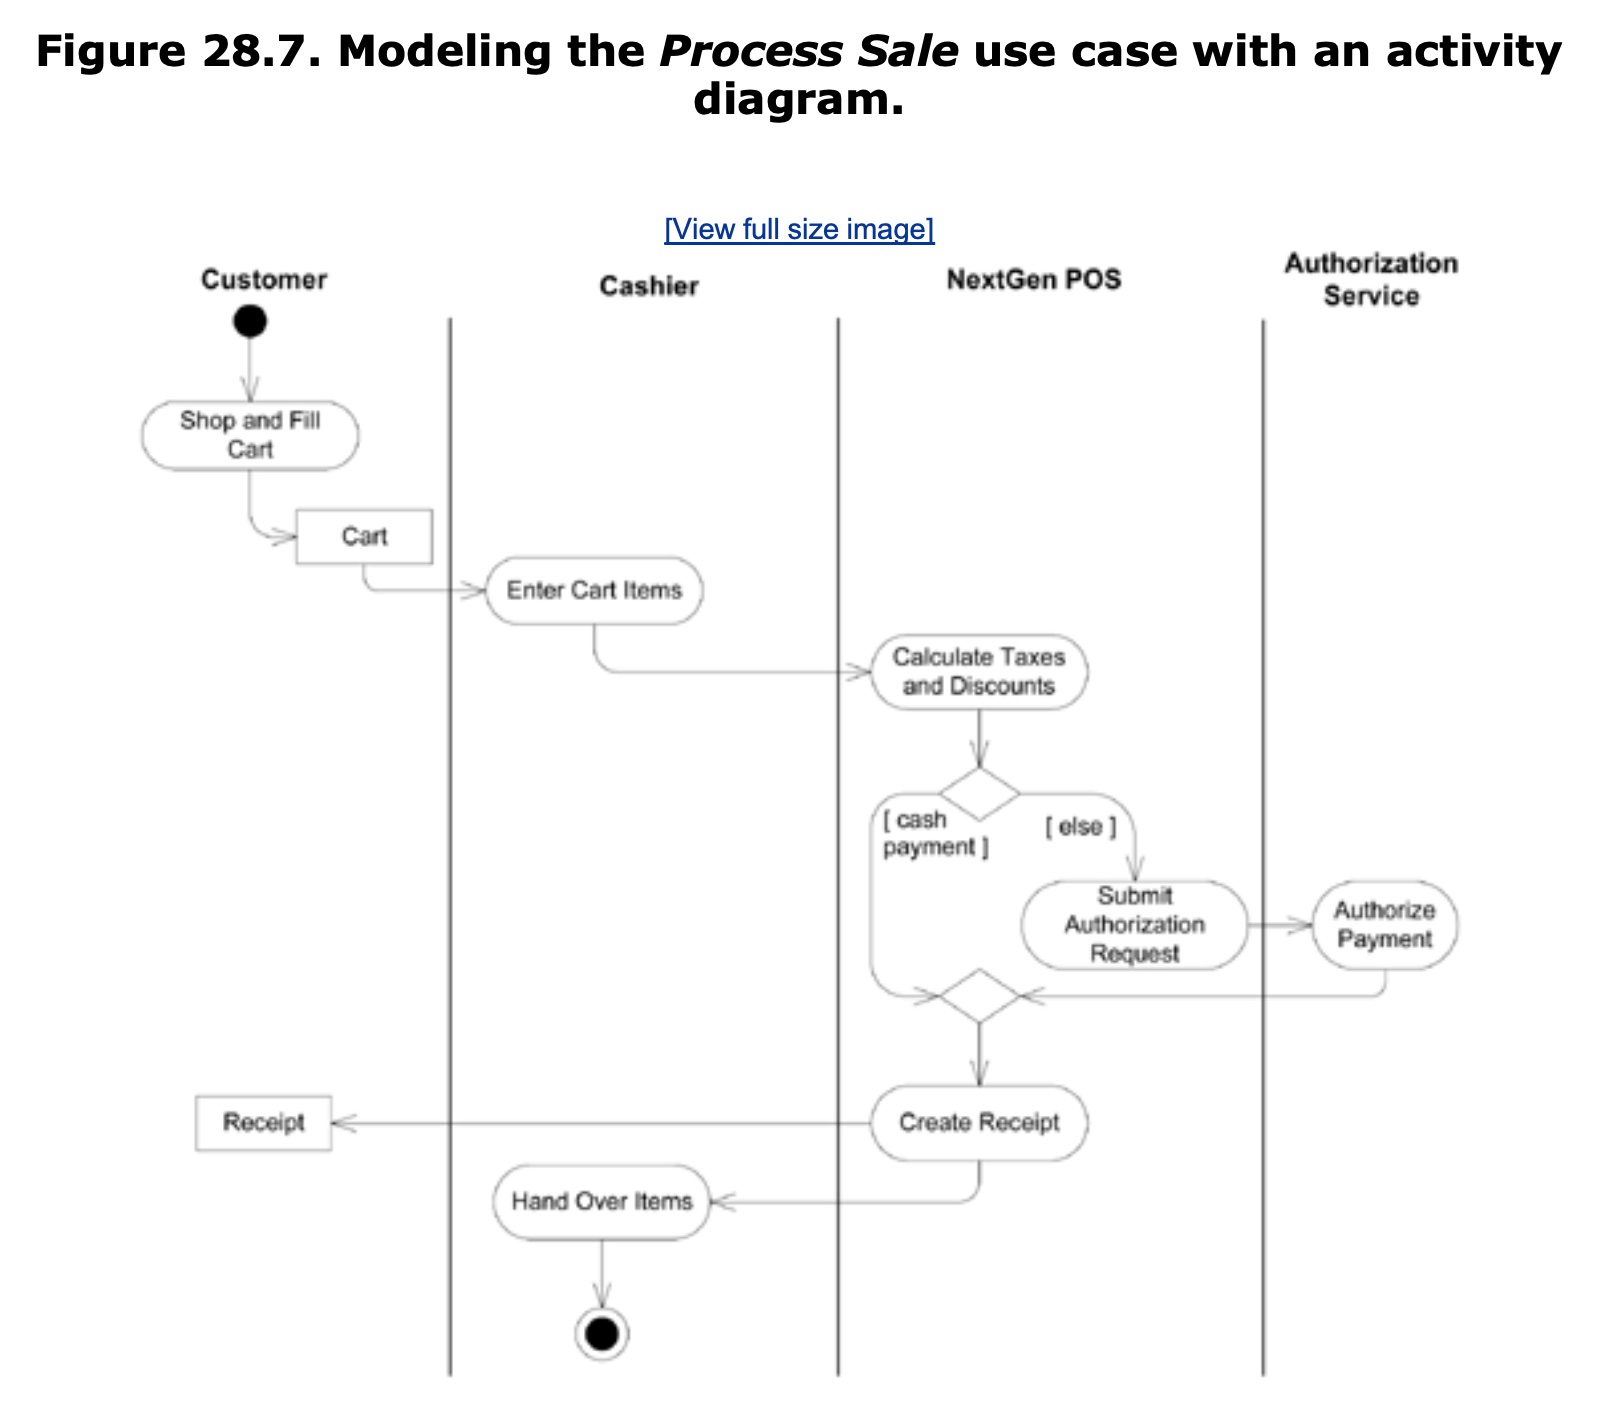 Figure 28.7. Modeling the Process Sale use case with an activity
diagram.
[View full size image]
Customer
Cashier
NextGen POS
Authorization
Service
Shop and Fill
Cart
Cart
Enter Cart Items
Calculate Taxes
and Discounts
[ cash
payment ]
[ else ]
Submit
Authorization
Request
Authorize
Payment
Receipt
Create Receipt
Hand Over Items